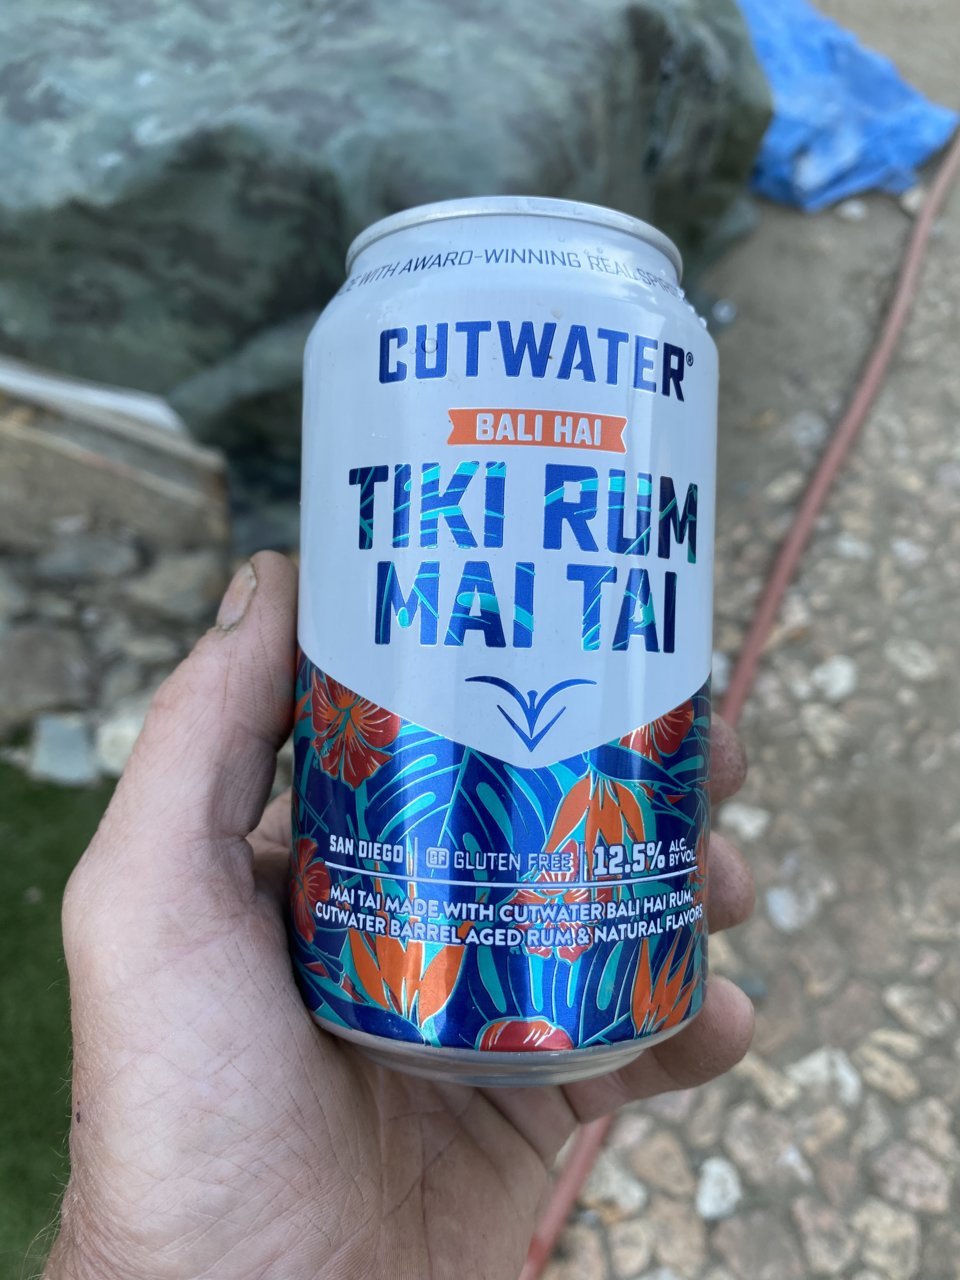 WITH AWARD-WINNING REAL
CUTWATER®
BALI HAI
TIKI RUM
MAI TAI
SAN DIEGO GF GLUTEN FREE 12.5% ALC. BY VOL.
MAI TAI MADE WITH CUTWATER BALI HAI RUM,
CUTWATER BARREL AGED RUM & NATURAL FLAVORS